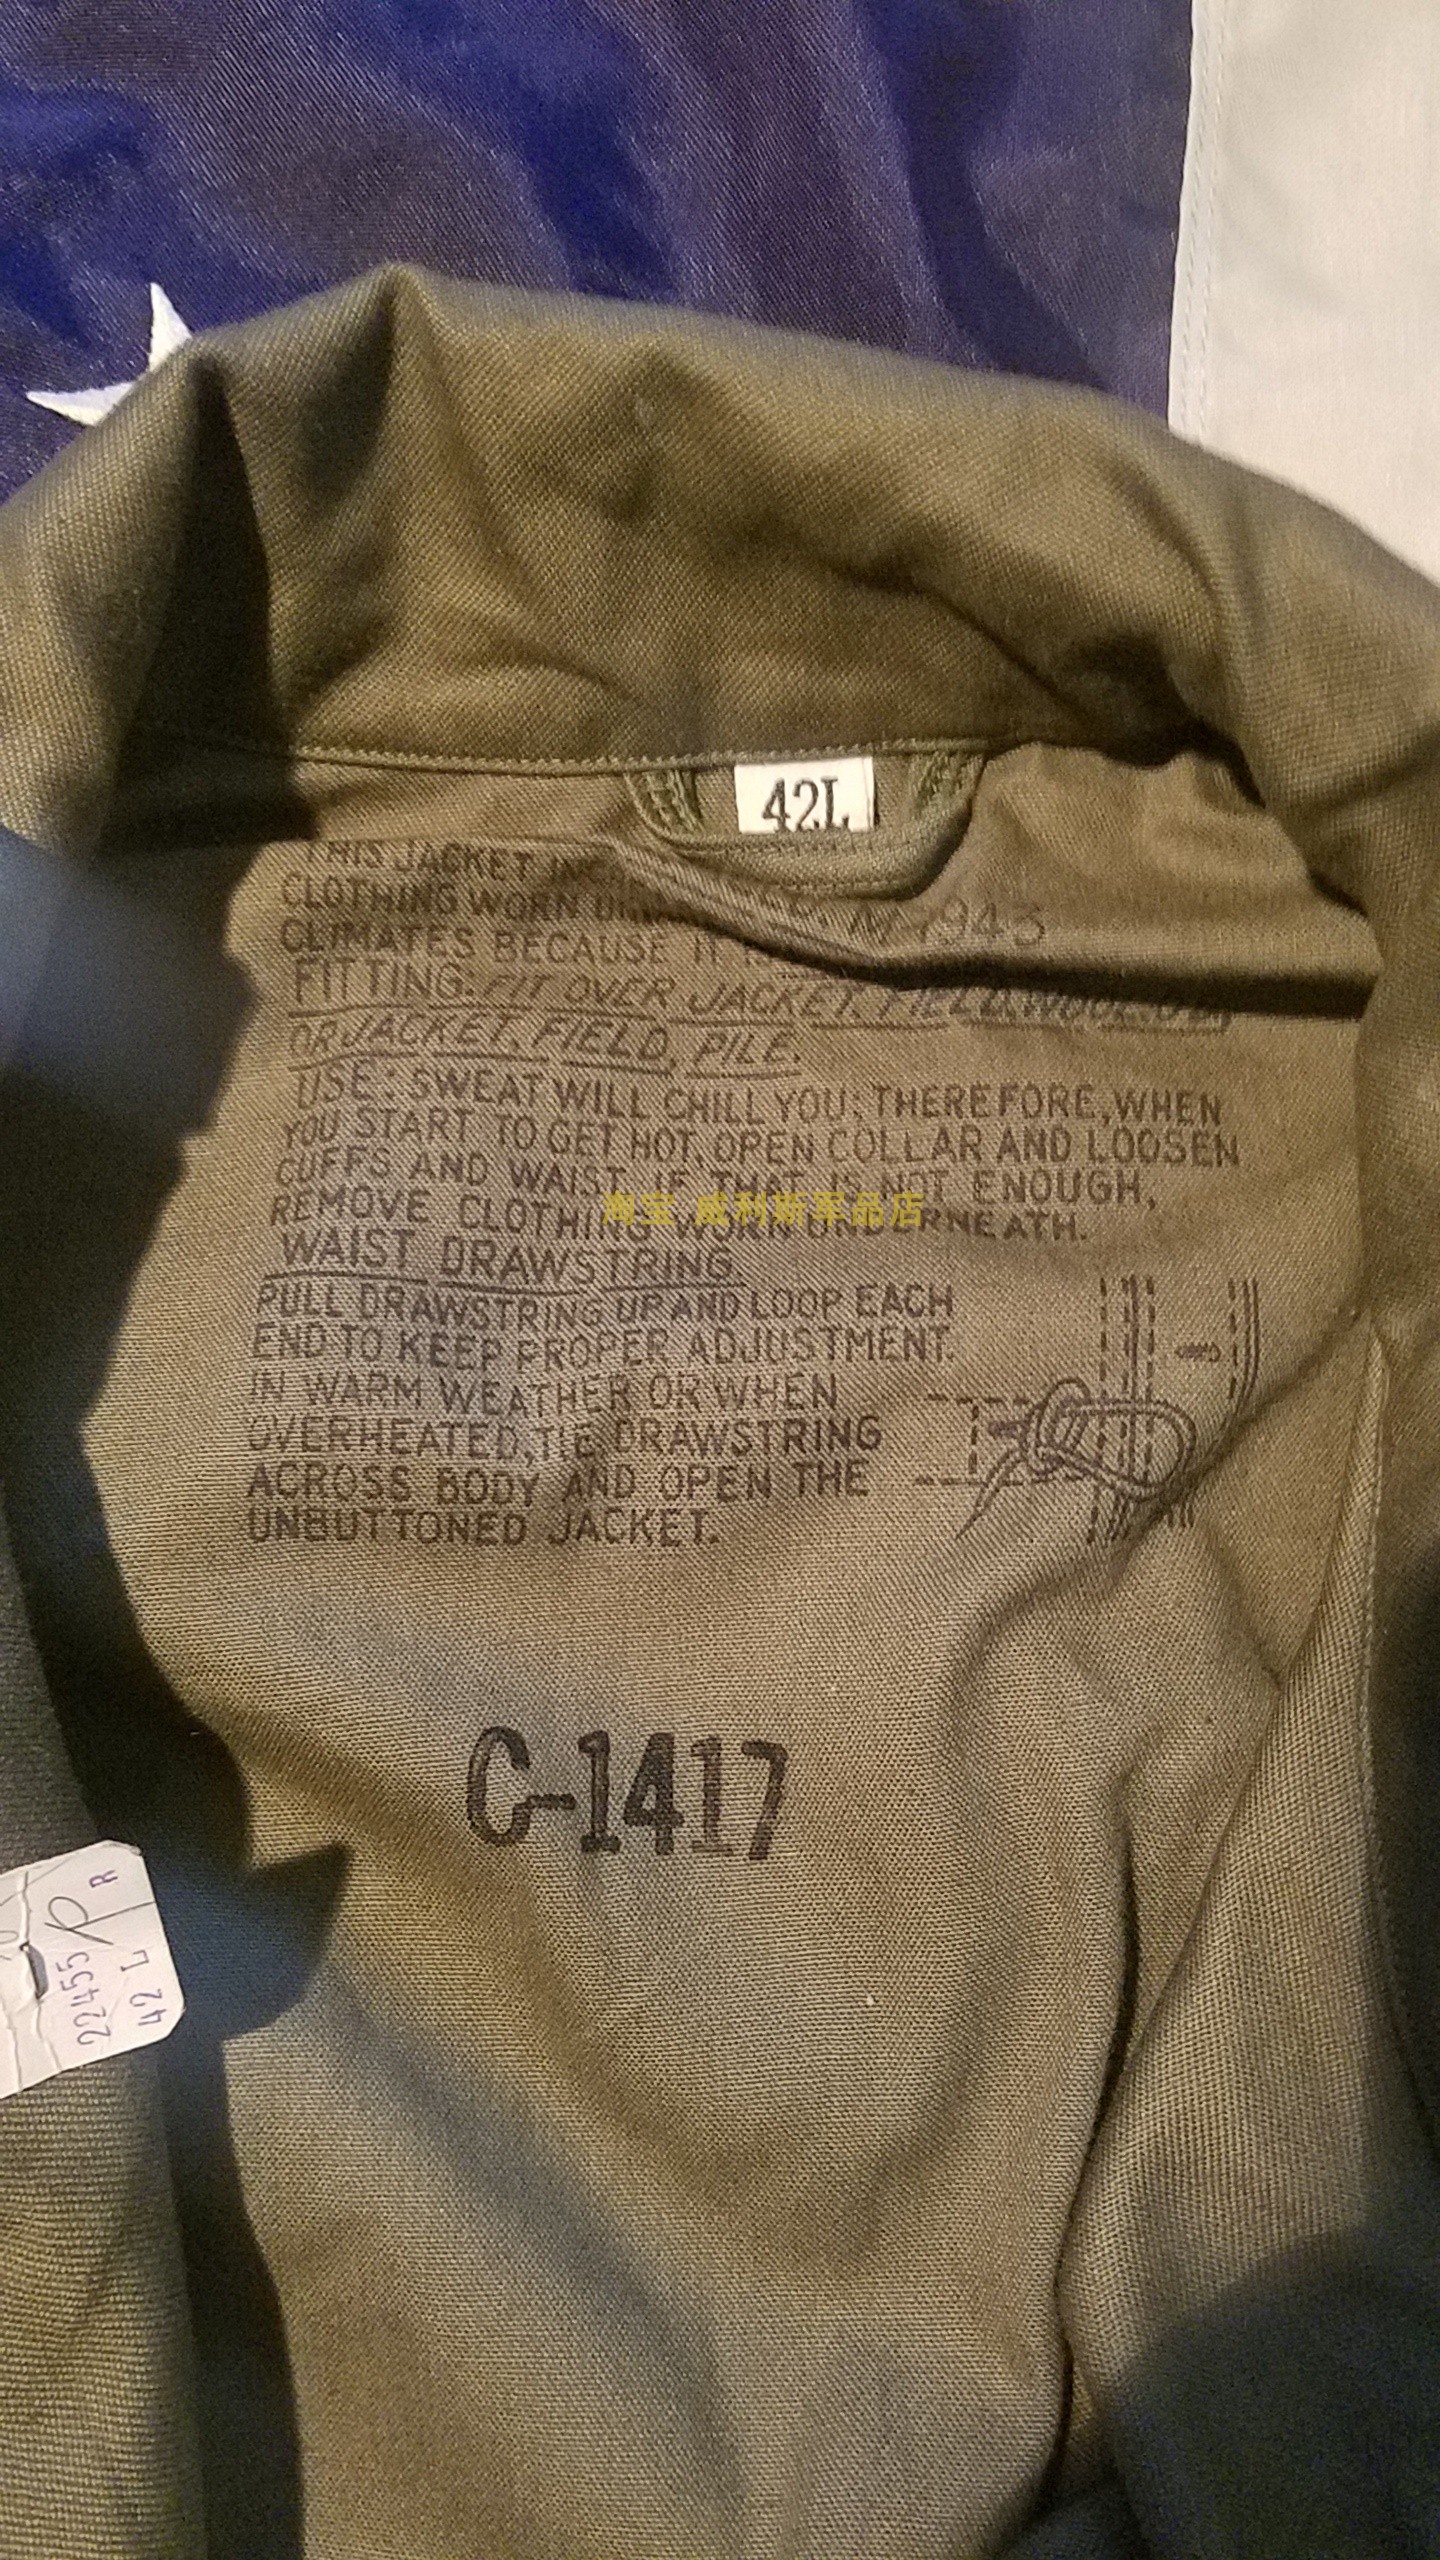 42L
THIS JACKET
CLOTHING WORN M-1943
CLIMATES BECAUSE IT
FITTING: FIT OVER JACKET, FIELD, WOOL
OR JACKET, FIELD, PILE.
USE: SWEAT WILL CHILL YOU; THEREFORE, WHEN
YOU START TO GET HOT, OPEN COLLAR AND LOOSEN
CUFFS AND WAIST. IF THAT IS NOT ENOUGH,
REMOVE CLOTHING WORN UNDERNEATH.
淘宝 威利斯军品店
WAIST DRAWSTRING
PULL DRAWSTRING UP AND LOOP EACH
END TO KEEP PROPER ADJUSTMENT.
IN WARM WEATHER OR WHEN
OVERHEATED, TIE DRAWSTRING
ACROSS BODY AND OPEN THE
UNBUTTONED JACKET.
C-1417
R
22455
42 L